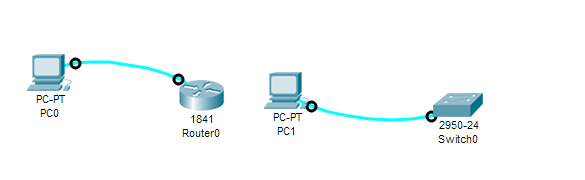 PC-PT
PC0
1841
Router0
PC-PT
PC1
2950-24
Switch0